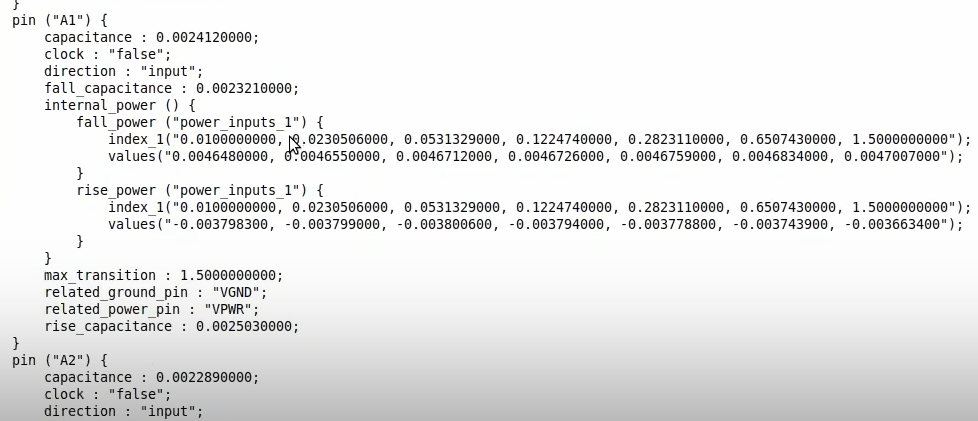 }
pin ("A1") {
    capacitance : 0.0024120000;
    clock : "false";
    direction : "input";
    fall_capacitance : 0.0023210000;
    internal_power () {
        fall_power ("power_inputs_1") {
            index_1("0.0100000000, 0.0230506000, 0.0531329000, 0.1224740000, 0.2823110000, 0.6507430000, 1.5000000000");
            values("0.0046480000, 0.0046550000, 0.0046712000, 0.0046726000, 0.0046759000, 0.0046834000, 0.0047007000");
        }
        rise_power ("power_inputs_1") {
            index_1("0.0100000000, 0.0230506000, 0.0531329000, 0.1224740000, 0.2823110000, 0.6507430000, 1.5000000000");
            values("-0.003798300, -0.003799000, -0.003800600, -0.003794000, -0.003778800, -0.003743900, -0.003663400");
        }
    }
    max_transition : 1.5000000000;
    related_ground_pin : "VGND";
    related_power_pin : "VPWR";
    rise_capacitance : 0.0025030000;
}
pin ("A2") {
    capacitance : 0.0022890000;
    clock : "false";
    direction : "input";